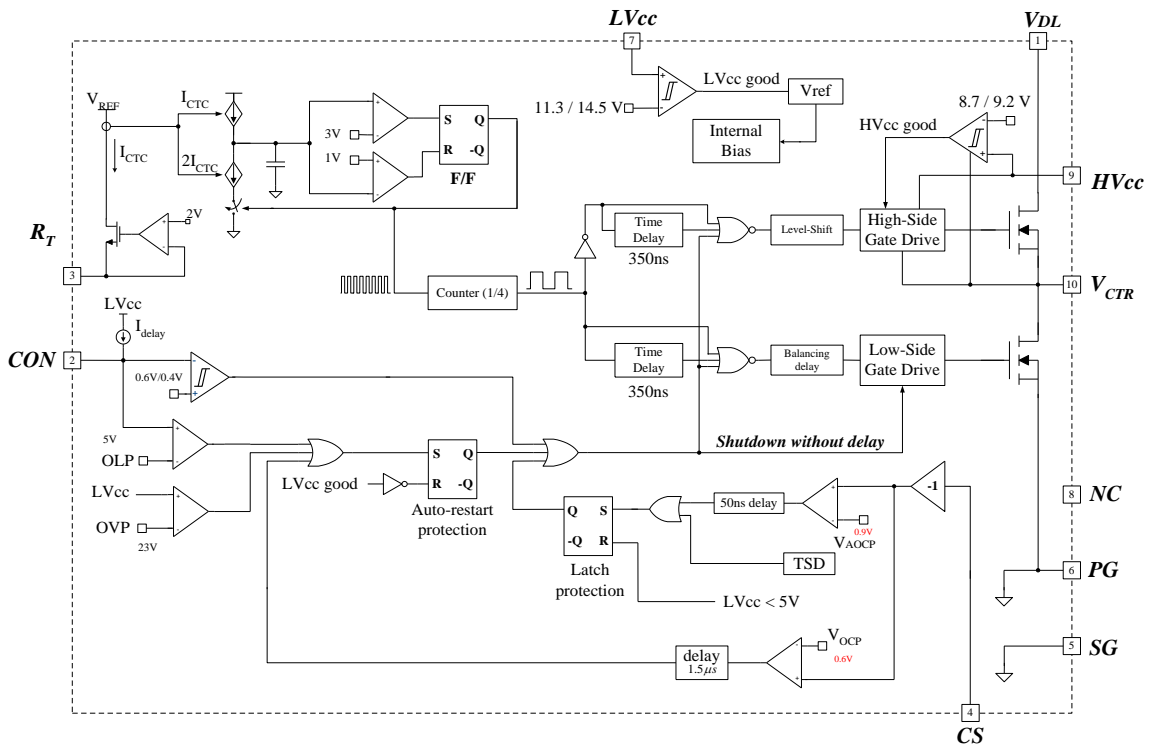 LVcc
VDL
7
1
VREF
ICTC
LVcc good
Vref
11.3 / 14.5 V
8.7 / 9.2 V
HVcc good
Internal
Bias
3V
1V
S Q
R -Q
F/F
ICTC
2ICTC
9
HVcc
2V
RT
3
Time
Delay
350ns
Level-Shift
High-Side
Gate Drive
10
VCTR
Counter (1/4)
LVcc
Idelay
CON
2
0.6V/0.4V
Time
Delay
350ns
Balancing
delay
Low-Side
Gate Drive
5V
OLP
Shutdown without delay
S Q
R -Q
LVcc good
Auto-restart
protection
LVcc
OVP
23V
-1
8
NC
Q S
-Q R
50ns delay
0.9V
VAOCP
TSD
Latch
protection
LVcc < 5V
6
PG
VOCP
0.6V
delay
1.5μs
5
SG
4
CS